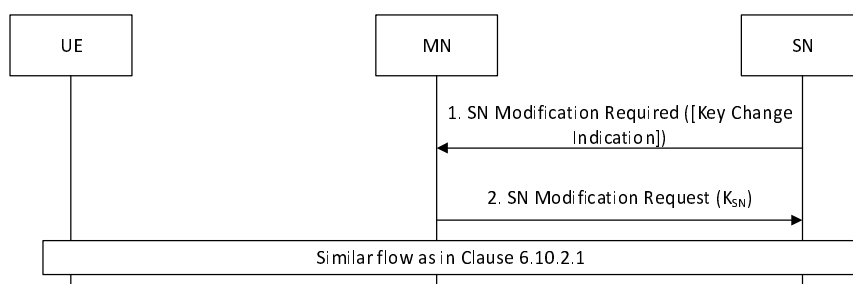 UE
MN
SN
1. SN Modification Required ([Key Change
Indication])
2. SN Modification Request (KSN)
Similar flow as in Clause 6.10.2.1